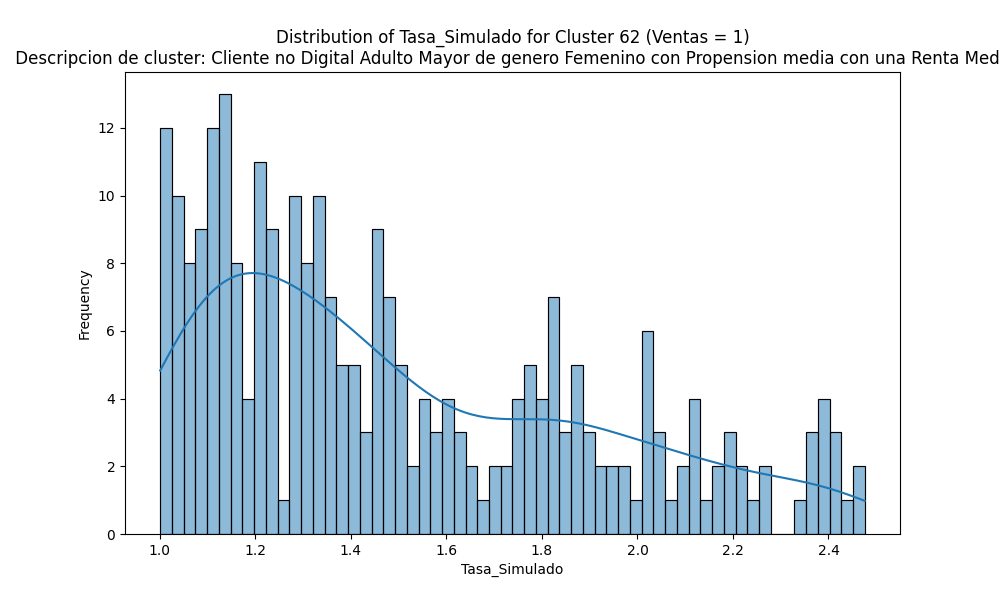 Distribution of Tasa_Simulado for Cluster 62 (Ventas = 1)
Descripcion de cluster: Cliente no Digital Adulto Mayor de genero Femenino con Propension media con una Renta Med
12
10
8
6
4
2
0
Frequency
1.0 1.2 1.4 1.6 1.8 2.0 2.2 2.4
Tasa_Simulado